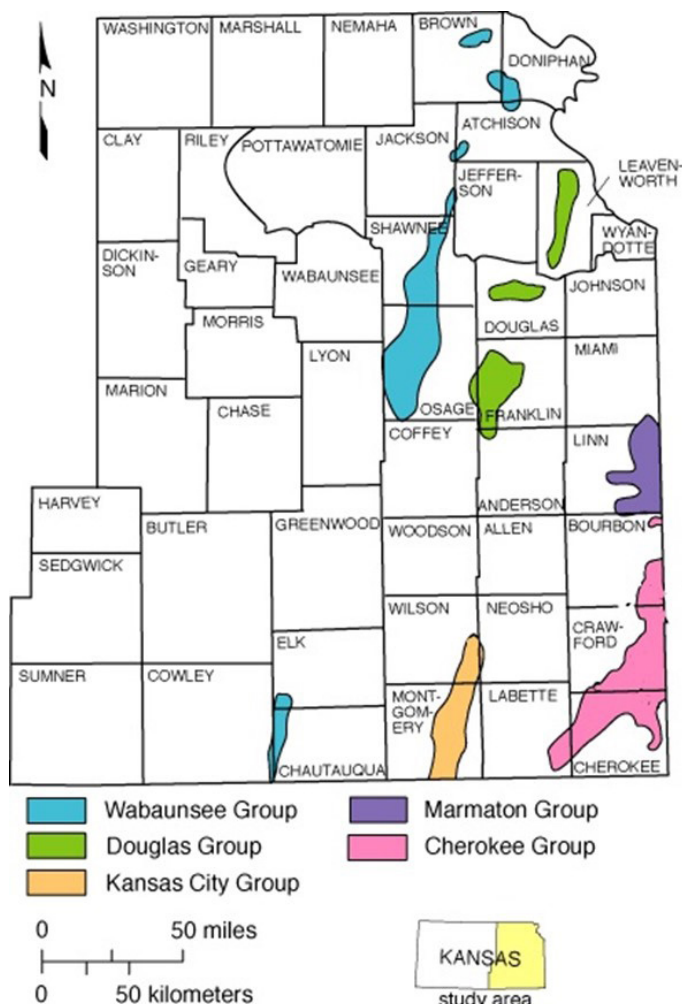 WASHINGTON
MARSHALL
NEMAHA
BROWN
DONIPHAN
N
CLAY
RILEY
POTTAWATOMIE
JACKSON
ATCHISON
JEFFER-
SON
LEAVEN-
WORTH
SHAWNEE
WYAN-
DOTTE
DICKIN-
SON
GEARY
WABAUNSEE
MORRIS
DOUGLAS
JOHNSON
LYON
MIAMI
MARION
CHASE
OSAGE
FRANKLIN
COFFEY
LINN
HARVEY
BUTLER
GREENWOOD
ANDERSON
WOODSON
ALLEN
BOURBON
SEDGWICK
WILSON
NEOSHO
CRAW-
FORD
ELK
SUMNER
COWLEY
MONT-
GOM-
ERY
LABETTE
CHAUTAUQUA
CHEROKEE
Wabaunsee Group
Marmaton Group
Douglas Group
Cherokee Group
Kansas City Group
0 50 miles
0 50 kilometers
KANSAS
study area